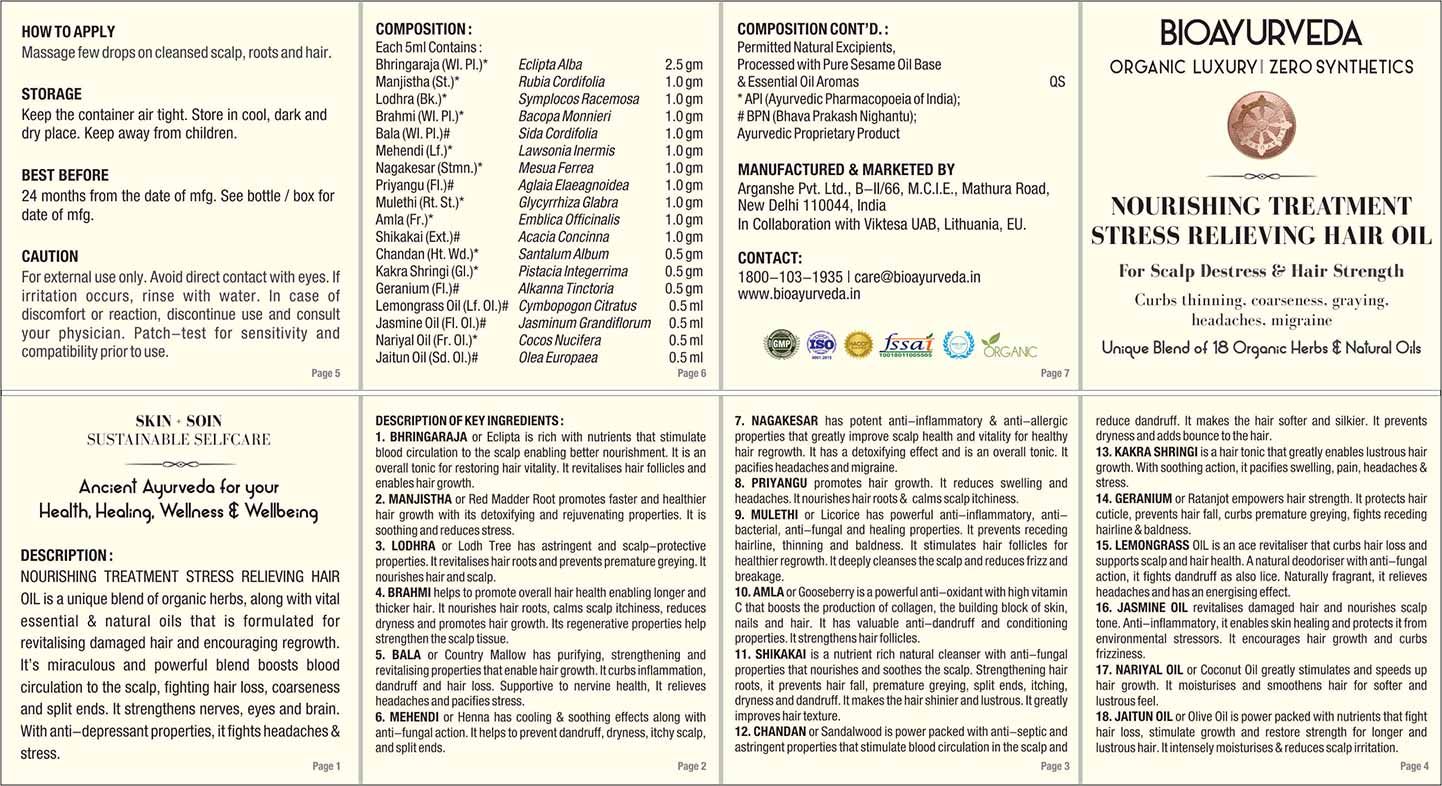 HOW TO APPLY
Massage few drops on cleansed scalp, roots and hair.
STORAGE
Keep the container air tight. Store in cool, dark and
dry place. Keep away from children.
BEST BEFORE
24 months from the date of mfg. See bottle / box for
date of mfg.
CAUTION
For external use only. Avoid direct contact with eyes. If
irritation occurs, rinse with water. In case of
discomfort or reaction, discontinue use and consult
your physician. Patch–test for sensitivity and
compatibility prior to use.
Page 5
COMPOSITION :
Each 5ml Contains :
Bhringaraja (Wl. Pl.)* Eclipta Alba 2.5 gm
Manjistha (St.)* Rubia Cordifolia 1.0 gm
Lodhra (Bk.)* Symplocos Racemosa 1.0 gm
Brahmi (Wl. Pl.)* Bacopa Monnieri 1.0 gm
Bala (Wl. Pl.)# Sida Cordifolia 1.0 gm
Mehendi (Lf.)* Lawsonia Inermis 1.0 gm
Nagakesar (Stmn.)* Mesua Ferrea 1.0 gm
Priyangu (Fl.)# Aglaia Elaeagnoidea 1.0 gm
Mulethi (Rt. St.)* Glycyrrhiza Glabra 1.0 gm
Amla (Fr.)* Emblica Officinalis 1.0 gm
Shikakai (Ext.)# Acacia Concinna 1.0 gm
Chandan (Ht. Wd.)* Santalum Album 0.5 gm
Kakra Shringi (Gl.)* Pistacia Integerrima 0.5 gm
Geranium (Fl.)# Alkanna Tinctoria 0.5 gm
Lemongrass Oil (Lf. Ol.)# Cymbopogon Citratus 0.5 ml
Jasmine Oil (Fl. Ol.)# Jasminum Grandiflorum 0.5 ml
Nariyal Oil (Fr. Ol.)* Cocos Nucifera 0.5 ml
Jaitun Oil (Sd. Ol.)# Olea Europaea 0.5 ml
Page 6
COMPOSITION CONT'D. :
Permitted Natural Excipients,
Processed with Pure Sesame Oil Base
& Essential Oil Aromas QS
* API (Ayurvedic Pharmacopoeia of India);
# BPN (Bhava Prakash Nighantu);
Ayurvedic Proprietary Product
MANUFACTURED & MARKETED BY
Arganshe Pvt. Ltd., B–II/66, M.C.I.E., Mathura Road,
New Delhi 110044, India
In Collaboration with Viktesa UAB, Lithuania, EU.
CONTACT:
1800–103–1935 | care@bioayurveda.in
www.bioayurveda.in
GMP
ISO
9001:2015
HACCP
fssai
10018011005565
ORGANIC
Page 7
BIOAYURVEDA
ORGANIC LUXURY | ZERO SYNTHETICS
NOURISHING TREATMENT
STRESS RELIEVING HAIR OIL
For Scalp Destress & Hair Strength
Curbs thinning, coarseness, graying,
headaches, migraine
Unique Blend of 18 Organic Herbs & Natural Oils
SKIN + SOIN
SUSTAINABLE SELFCARE
Ancient Ayurveda for your
Health, Healing, Wellness & Wellbeing
DESCRIPTION :
NOURISHING TREATMENT STRESS RELIEVING HAIR
OIL is a unique blend of organic herbs, along with vital
essential & natural oils that is formulated for
revitalising damaged hair and encouraging regrowth.
It's miraculous and powerful blend boosts blood
circulation to the scalp, fighting hair loss, coarseness
and split ends. It strengthens nerves, eyes and brain.
With anti–depressant properties, it fights headaches &
stress.
Page 1
DESCRIPTION OF KEY INGREDIENTS :
1. BHRINGARAJA or Eclipta is rich with nutrients that stimulate
blood circulation to the scalp enabling better nourishment. It is an
overall tonic for restoring hair vitality. It revitalises hair follicles and
enables hair growth.
2. MANJISTHA or Red Madder Root promotes faster and healthier
hair growth with its detoxifying and rejuvenating properties. It is
soothing and reduces stress.
3. LODHRA or Lodh Tree has astringent and scalp–protective
properties. It revitalises hair roots and prevents premature greying. It
nourishes hair and scalp.
4. BRAHMI helps to promote overall hair health enabling longer and
thicker hair. It nourishes hair roots, calms scalp itchiness, reduces
dryness and promotes hair growth. Its regenerative properties help
strengthen the scalp tissue.
5. BALA or Country Mallow has purifying, strengthening and
revitalising properties that enable hair growth. It curbs inflammation,
dandruff and hair loss. Supportive to nervine health, It relieves
headaches and pacifies stress.
6. MEHENDI or Henna has cooling & soothing effects along with
anti–fungal action. It helps to prevent dandruff, dryness, itchy scalp,
and split ends.
Page 2
7. NAGAKESAR has potent anti–inflammatory & anti–allergic
properties that greatly improve scalp health and vitality for healthy
hair regrowth. It has a detoxifying effect and is an overall tonic. It
pacifies headaches and migraine.
8. PRIYANGU promotes hair growth. It reduces swelling and
headaches. It nourishes hair roots & calms scalp itchiness.
9. MULETHI or Licorice has powerful anti–inflammatory, anti–
bacterial, anti–fungal and healing properties. It prevents receding
hairline, thinning and baldness. It stimulates hair follicles for
healthier regrowth. It deeply cleanses the scalp and reduces frizz and
breakage.
10. AMLA or Gooseberry is a powerful anti–oxidant with high vitamin
C that boosts the production of collagen, the building block of skin,
nails and hair. It has valuable anti–dandruff and conditioning
properties. It strengthens hair follicles.
11. SHIKAKAI is a nutrient rich natural cleanser with anti–fungal
properties that nourishes and soothes the scalp. Strengthening hair
roots, it prevents hair fall, premature greying, split ends, itching,
dryness and dandruff. It makes the hair shinier and lustrous. It greatly
improves hair texture.
12. CHANDAN or Sandalwood is power packed with anti–septic and
astringent properties that stimulate blood circulation in the scalp and
Page 3
reduce dandruff. It makes the hair softer and silkier. It prevents
dryness and adds bounce to the hair.
13. KAKRA SHRINGI is a hair tonic that greatly enables lustrous hair
growth. With soothing action, it pacifies swelling, pain, headaches &
stress.
14. GERANIUM or Ratanjot empowers hair strength. It protects hair
cuticle, prevents hair fall, curbs premature greying, fights receding
hairline & baldness.
15. LEMONGRASS OIL is an ace revitaliser that curbs hair loss and
supports scalp and hair health. A natural deodoriser with anti–fungal
action, it fights dandruff as also lice. Naturally fragrant, it relieves
headaches and has an energising effect.
16. JASMINE OIL revitalises damaged hair and nourishes scalp
tone. Anti–inflammatory, it enables skin healing and protects it from
environmental stressors. It encourages hair growth and curbs
frizziness.
17. NARIYAL OIL or Coconut Oil greatly stimulates and speeds up
hair growth. It moisturises and smoothens hair for softer and
lustrous feel.
18. JAITUN OIL or Olive Oil is power packed with nutrients that fight
hair loss, stimulate growth and restore strength for longer and
lustrous hair. It intensely moisturises & reduces scalp irritation.
Page 4